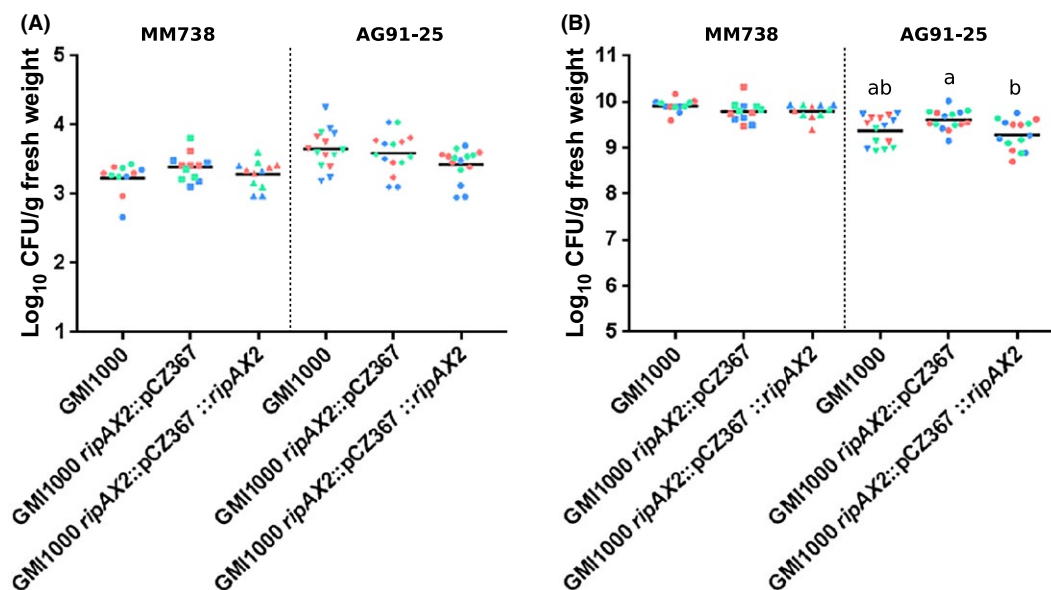 (A)
MM738 AG91-25
5
4
3
2
1
Log10 CFU/g fresh weight
GMI1000
GMI1000 ripAX2::pCZ367
GMI1000 ripAX2::pCZ367 ::ripAX2
GMI1000
GMI1000 ripAX2::pCZ367
GMI1000 ripAX2::pCZ367 ::ripAX2
(B)
MM738 AG91-25
11
10
9
8
7
6
5
Log10 CFU/g fresh weight
ab a b
GMI1000
GMI1000 ripAX2::pCZ367
GMI1000 ripAX2::pCZ367 ::ripAX2
GMI1000
GMI1000 ripAX2::pCZ367
GMI1000 ripAX2::pCZ367 ::ripAX2